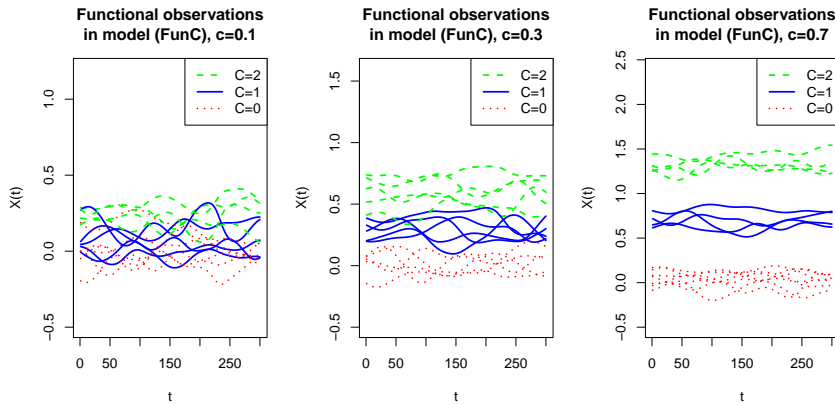 Functional observations
in model (FunC), c=0.1
C=2
C=1
C=0
1.0
0.5
0.0
−0.5
X(t)
0 50 150 250
t
Functional observations
in model (FunC), c=0.3
C=2
C=1
C=0
1.5
1.0
0.5
0.0
−0.5
X(t)
0 50 150 250
t
Functional observations
in model (FunC), c=0.7
C=2
C=1
C=0
2.5
2.0
1.5
1.0
0.5
0.0
−0.5
X(t)
0 50 150 250
t